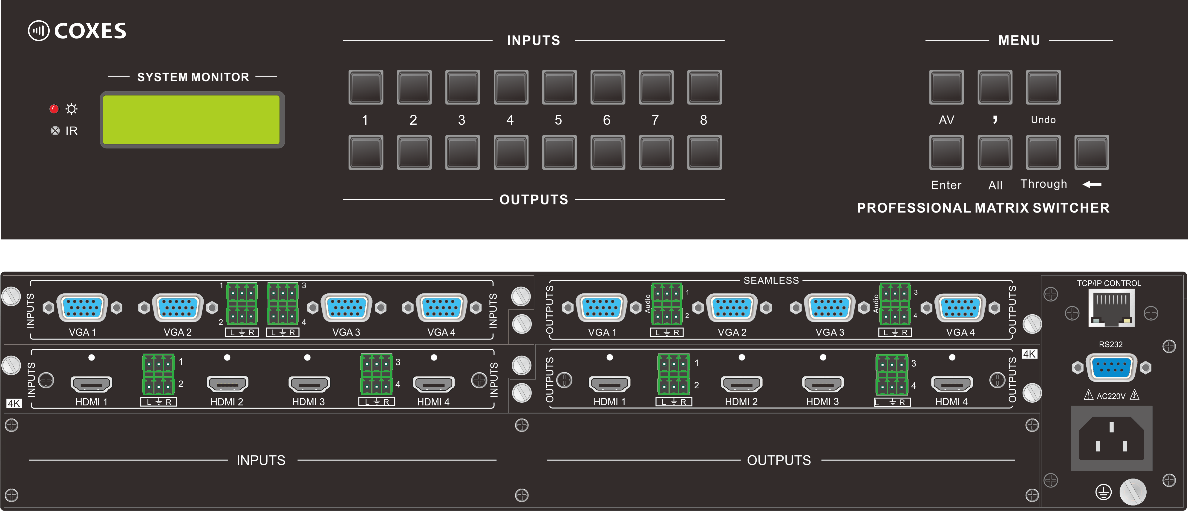 COXES
INPUTS
MENU
SYSTEM MONITOR
IR
1 2 3 4 5 6 7 8
AV , Undo
Enter All Through
OUTPUTS
PROFESSIONAL MATRIX SWITCHER
SEAMLESS
TCP/IP CONTROL
INPUTS
VGA 1
VGA 2
1
2
L R
3
4
L R
VGA 3
VGA 4
INPUTS
OUTPUTS
VGA 1
Audio
1
2
L R
VGA 2
VGA 3
Audio
3
4
L R
VGA 4
OUTPUTS
RS232
4K
INPUTS
HDMI 1
1
2
L R
HDMI 2
HDMI 3
3
4
L R
HDMI 4
INPUTS
OUTPUTS
HDMI 1
1
2
L R
HDMI 2
HDMI 3
3
4
L R
HDMI 4
OUTPUTS
4K
AC220V
INPUTS
OUTPUTS